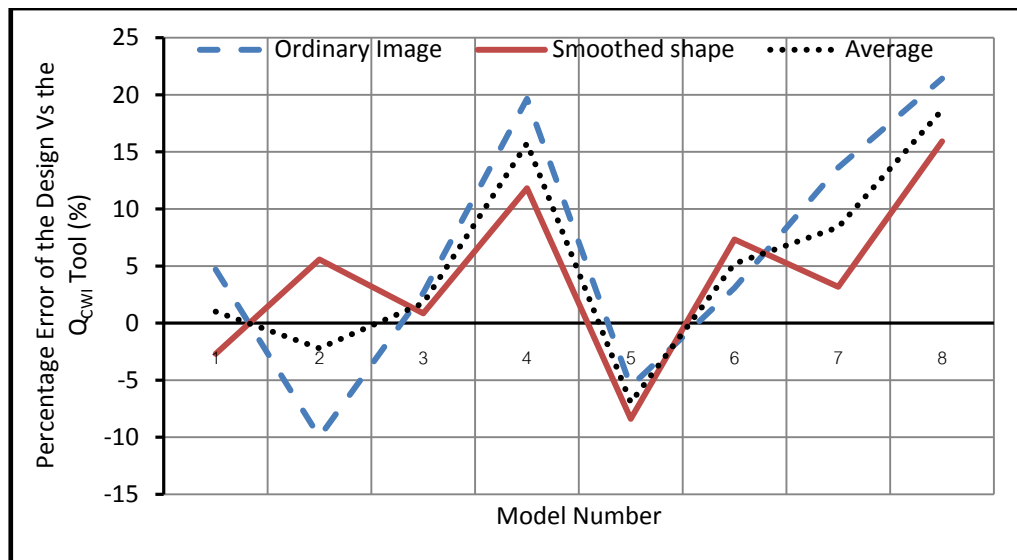 Percentage Error of the Design Vs the
Q_CWI Tool (%)
25
20
15
10
5
0
-5
-10
-15
Ordinary Image Smoothed shape Average
1 2 3 4 5 6 7 8
Model Number